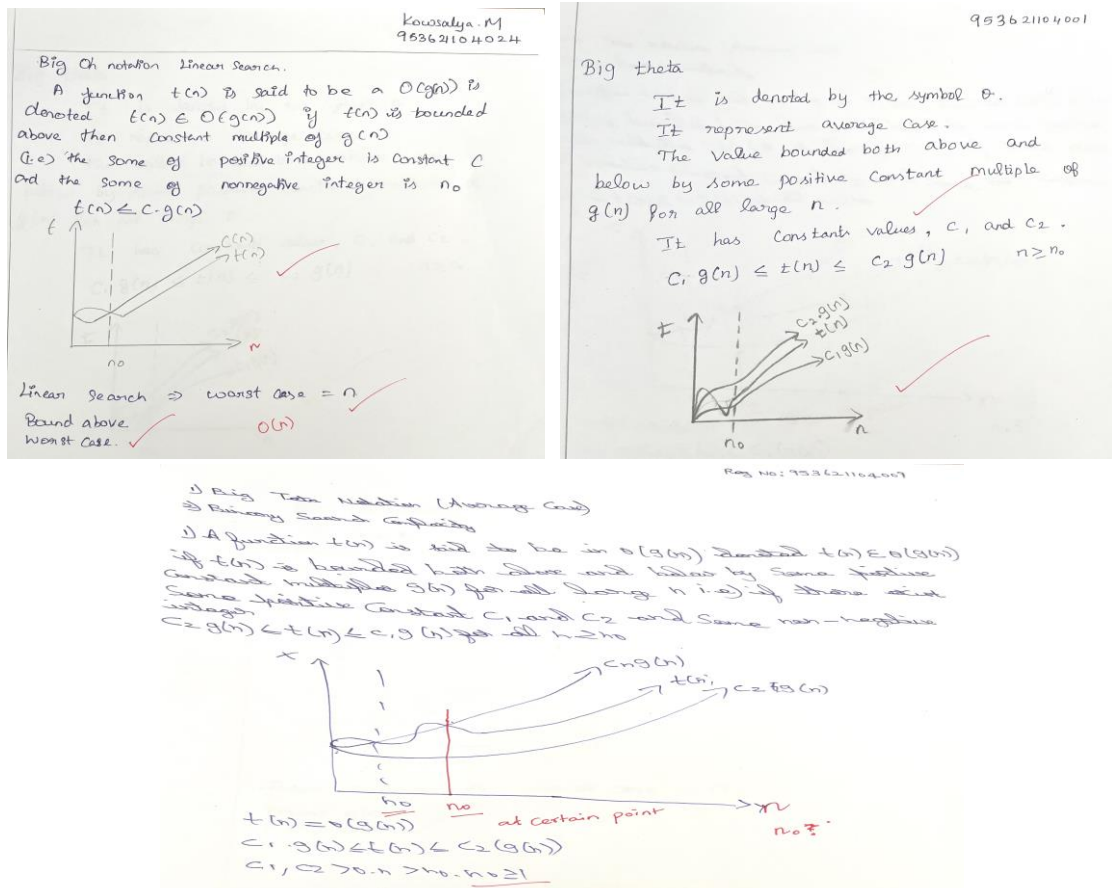 Kowsalya.M
953621104024
Big Oh notation Linear Search.
A function t(n) is said to be a O(g(n)) is
denoted t(n) ∈ O(g(n)) if t(n) is bounded
above then constant multiple of g(n)
(i.e) the some of positive integer is constant C
and the some of nonnegative integer is n0
t(n) ≤ C.g(n)
t
C(n)
t(n)
n0
n
Linear search ⇒ worst case = n
Bound above
O(n)
Worst case.
953621104001
Big theta
It is denoted by the symbol θ.
It represent average case.
The value bounded both above and
below by some positive constant multiple of
g(n) for all large n.
It has constants values, C1 and C2.
C1 g(n) ≤ t(n) ≤ C2 g(n) n≥n0
t
C2.g(n)
t(n)
C1g(n)
n0
n
Reg No: 953621104009
1) Big Teta Notation (Average Case)
2) Binary Search Complexity
1) A function t(n) is said to be in θ(g(n)) denoted t(n) ∈ θ(g(n))
if t(n) is bounded both above and below by some positive
constant multiples g(n) for all large n i.e) if there exist
some positive constant C1 and C2 and some non-negative
integer
C2 g(n) ≤ t(n) ≤ C1 g(n) for all n≥n0
g(n)
t(n)
C2 g(n)
n0
n0
at certain point
n
n0?
t(n) = θ(g(n))
C1.g(n) ≤ t(n) ≤ C2(g(n))
C1, C2 >0.n >n0.n0≥1